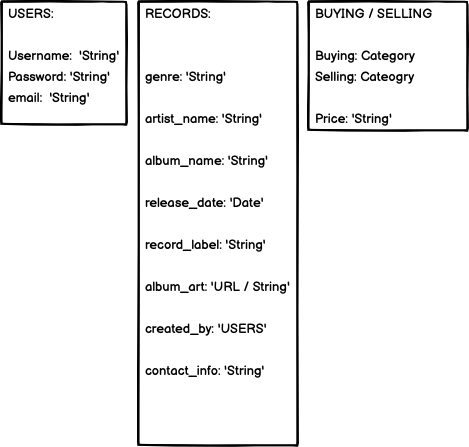 USERS:
Username: 'String'
Password: 'String'
email: 'String'
RECORDS:
genre: 'String'
artist_name: 'String'
album_name: 'String'
release_date: 'Date'
record_label: 'String'
album_art: 'URL / String'
created_by: 'USERS'
contact_info: 'String'
BUYING / SELLING
Buying: Category
Selling: Cateogry
Price: 'String'